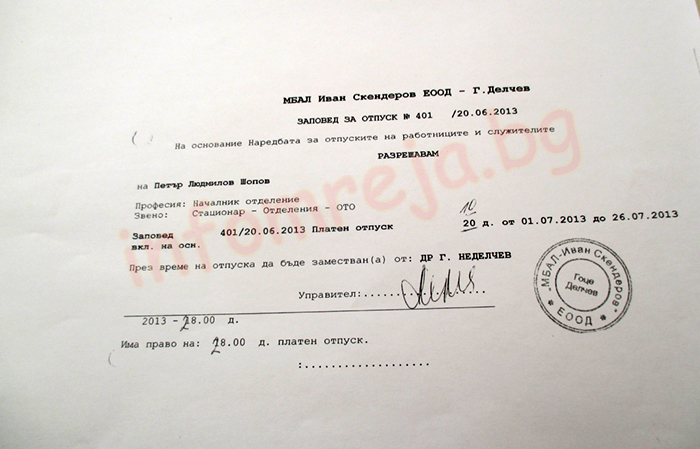 МБАЛ Иван Скендеров ЕООД - Г.Делчев
ЗАПОВЕД ЗА ОТПУСК № 401 /20.06.2013
На основание Наредбата за отпуските на работниците и служителите
РАЗРЕШАВАМ
на Петър Людмилов Шопов
Професия: Началник отделение
Звено: Стационар - Отделения - ОТО
10
Заповед 401/20.06.2013 Платен отпуск 20 д. от 01.07.2013 до 26.07.2013
вкл. на осн.
През време на отпуска да бъде заместван(а) от: ДР Г. НЕДЕЛЧЕВ
Управител:......................
"МБАЛ-Иван Скендеров"
Гоце
Делчев
* ЕООД *
2013 - 28.00 д.
Има право на: 28.00 д. платен отпуск.
:...................
infomreja.bg